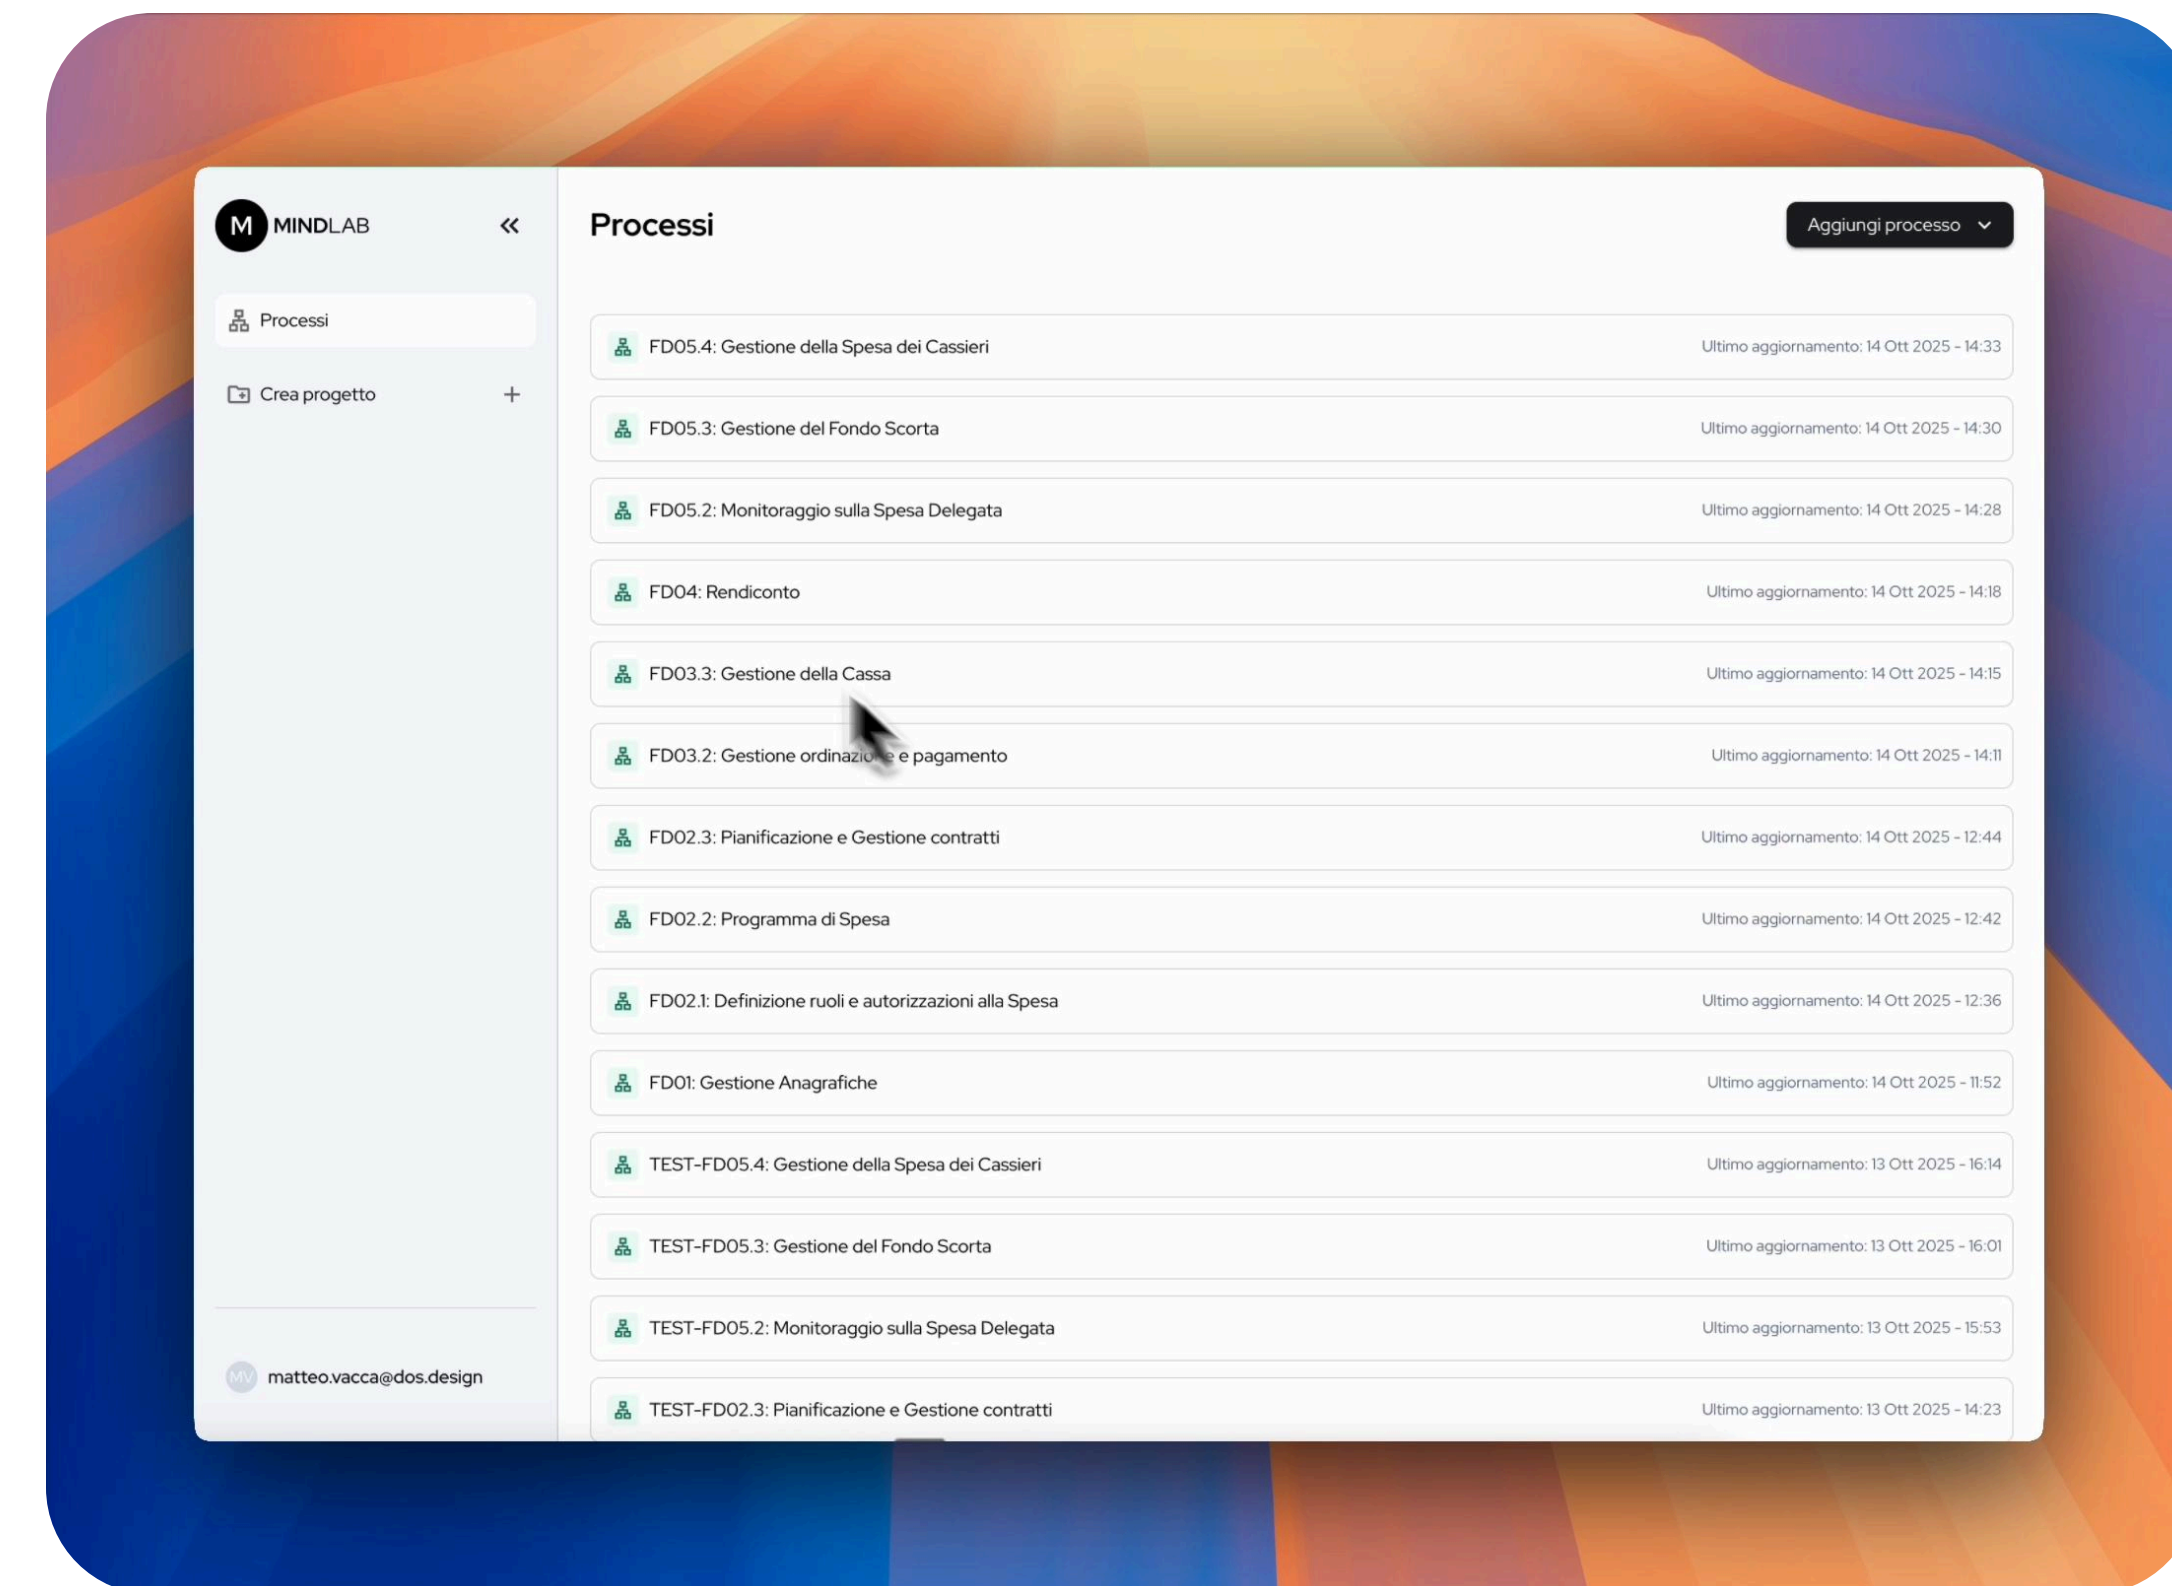 M MINDLAB
Processi
Crea progetto
matteo.vacca@dos.design
MV
Processi
Aggiungi processo
FD05.4: Gestione della Spesa dei Cassieri Ultimo aggiornamento: 14 Ott 2025 - 14:33
FD05.3: Gestione del Fondo Scorta Ultimo aggiornamento: 14 Ott 2025 - 14:30
FD05.2: Monitoraggio sulla Spesa Delegata Ultimo aggiornamento: 14 Ott 2025 - 14:28
FD04: Rendiconto Ultimo aggiornamento: 14 Ott 2025 - 14:18
FD03.3: Gestione della Cassa Ultimo aggiornamento: 14 Ott 2025 - 14:15
FD03.2: Gestione ordinazione e pagamento Ultimo aggiornamento: 14 Ott 2025 - 14:11
FD02.3: Pianificazione e Gestione contratti Ultimo aggiornamento: 14 Ott 2025 - 12:44
FD02.2: Programma di Spesa Ultimo aggiornamento: 14 Ott 2025 - 12:42
FD02.1: Definizione ruoli e autorizzazioni alla Spesa Ultimo aggiornamento: 14 Ott 2025 - 12:36
FD01: Gestione Anagrafiche Ultimo aggiornamento: 14 Ott 2025 - 11:52
TEST-FD05.4: Gestione della Spesa dei Cassieri Ultimo aggiornamento: 13 Ott 2025 - 16:14
TEST-FD05.3: Gestione del Fondo Scorta Ultimo aggiornamento: 13 Ott 2025 - 16:01
TEST-FD05.2: Monitoraggio sulla Spesa Delegata Ultimo aggiornamento: 13 Ott 2025 - 15:53
TEST-FD02.3: Pianificazione e Gestione contratti Ultimo aggiornamento: 13 Ott 2025 - 14:23